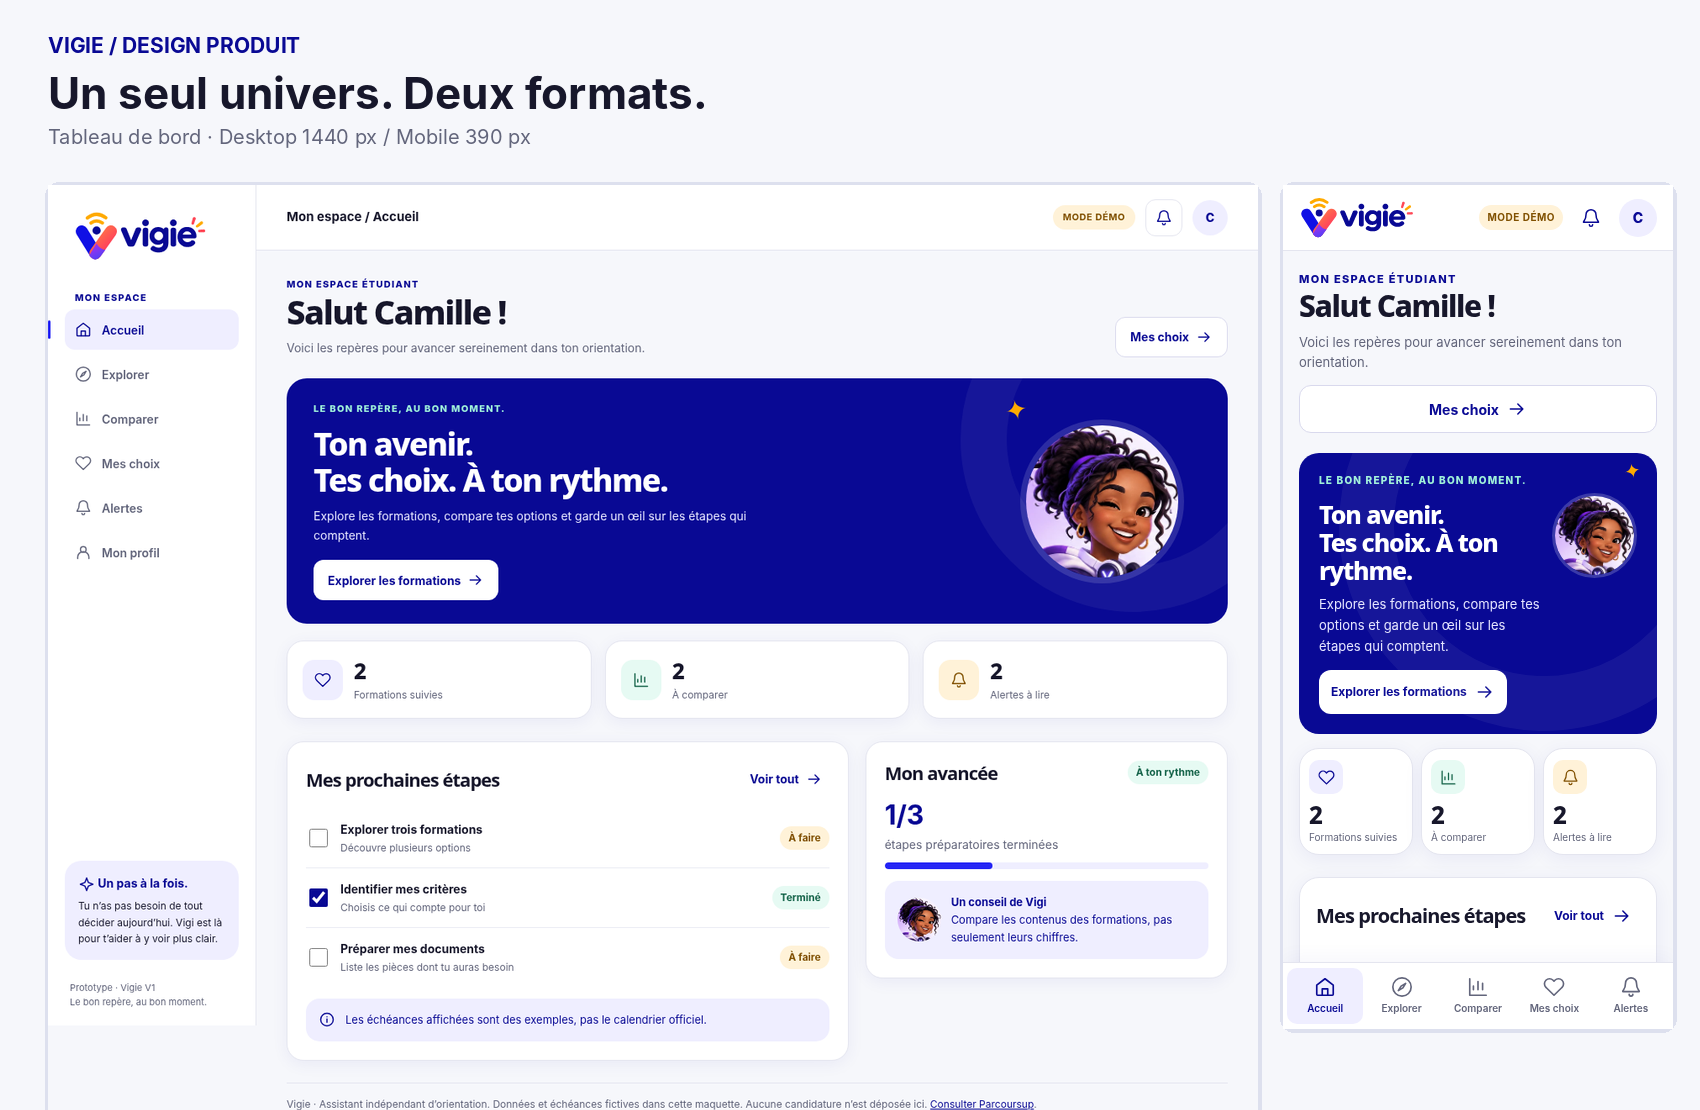 VIGIE / DESIGN PRODUIT
Un seul univers. Deux formats.
Tableau de bord · Desktop 1440 px / Mobile 390 px
vigie
MON ESPACE
Accueil
Explorer
Comparer
Mes choix
Alertes
Mon profil
Un pas à la fois.
Tu n’as pas besoin de tout
décider aujourd’hui. Vigi est là
pour t’aider à y voir plus clair.
Prototype · Vigie V1
Le bon repère, au bon moment.
Mon espace / Accueil
MODE DÉMO
C
MON ESPACE ÉTUDIANT
Salut Camille !
Voici les repères pour avancer sereinement dans ton orientation.
Mes choix
LE BON REPÈRE, AU BON MOMENT.
Ton avenir.
Tes choix. À ton rythme.
Explore les formations, compare tes options et garde un œil sur les étapes qui
comptent.
Explorer les formations
2
Formations suivies
2
À comparer
2
Alertes à lire
Mes prochaines étapes
Voir tout
Explorer trois formations
Découvre plusieurs options
À faire
Identifier mes critères
Choisis ce qui compte pour toi
Terminé
Préparer mes documents
Liste les pièces dont tu auras besoin
À faire
Les échéances affichées sont des exemples, pas le calendrier officiel.
Mon avancée
À ton rythme
1/3
étapes préparatoires terminées
Un conseil de Vigi
Compare les contenus des formations, pas
seulement leurs chiffres.
Vigie · Assistant indépendant d’orientation. Données et échéances fictives dans cette maquette. Aucune candidature n’est déposée ici. Consulter Parcoursup.
vigie
MODE DÉMO
C
MON ESPACE ÉTUDIANT
Salut Camille !
Voici les repères pour avancer sereinement dans ton
orientation.
Mes choix
LE BON REPÈRE, AU BON MOMENT.
Ton avenir.
Tes choix. À ton
rythme.
Explore les formations, compare tes
options et garde un œil sur les
étapes qui comptent.
Explorer les formations
2
Formations suivies
2
À comparer
2
Alertes à lire
Mes prochaines étapes
Voir tout
Accueil
Explorer
Comparer
Mes choix
Alertes